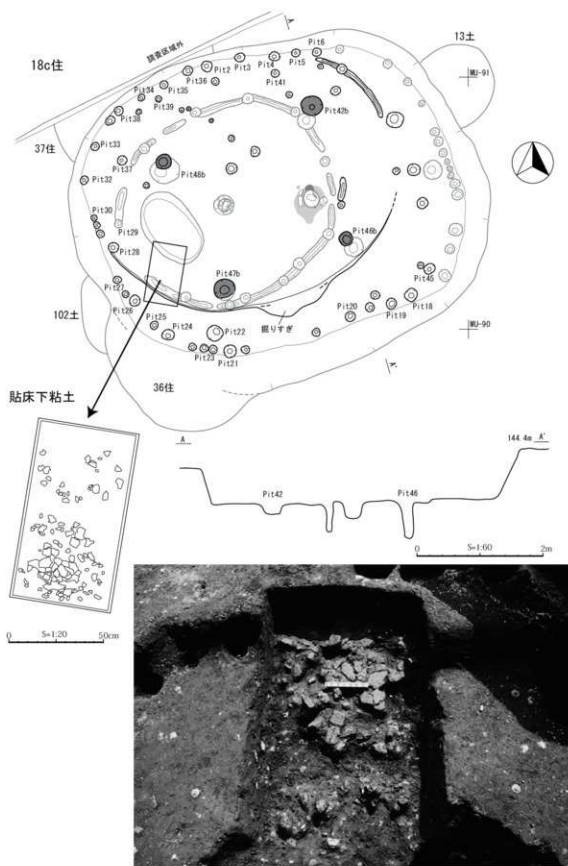 18c住
調査区域外
A
13土
Pit6
Pit5
Pit4
Pit3
Pit2
Pit36
Pit41
Pit35
Pit34
Pit39
Pit38
Pit42b
MU-91
37住
Pit33
Pit37
Pit32
Pit48b
Pit30
Pit29
Pit28
Pit46b
Pit27
Pit26
Pit47b
Pit45
Pit25
Pit24
Pit22
Pit23
Pit21
Pit20
Pit19
Pit18
掘りすぎ
MU-90
102土
36住
A'
貼床下粘土
A
144.4m A'
Pit42
Pit46
0 S=1:60 2m
0 S=1:20 50cm